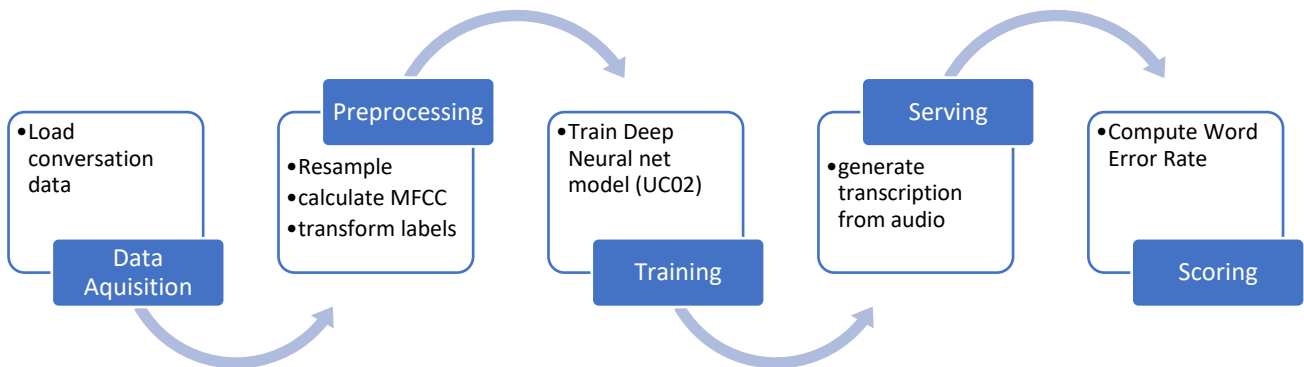 •Load
conversation
data
Data
Aquisition
Preprocessing
•Resample
•calculate MFCC
•transform labels
•Train Deep
Neural net
model (UC02)
Training
Serving
•generate
transcription
from audio
•Compute Word
Error Rate
Scoring